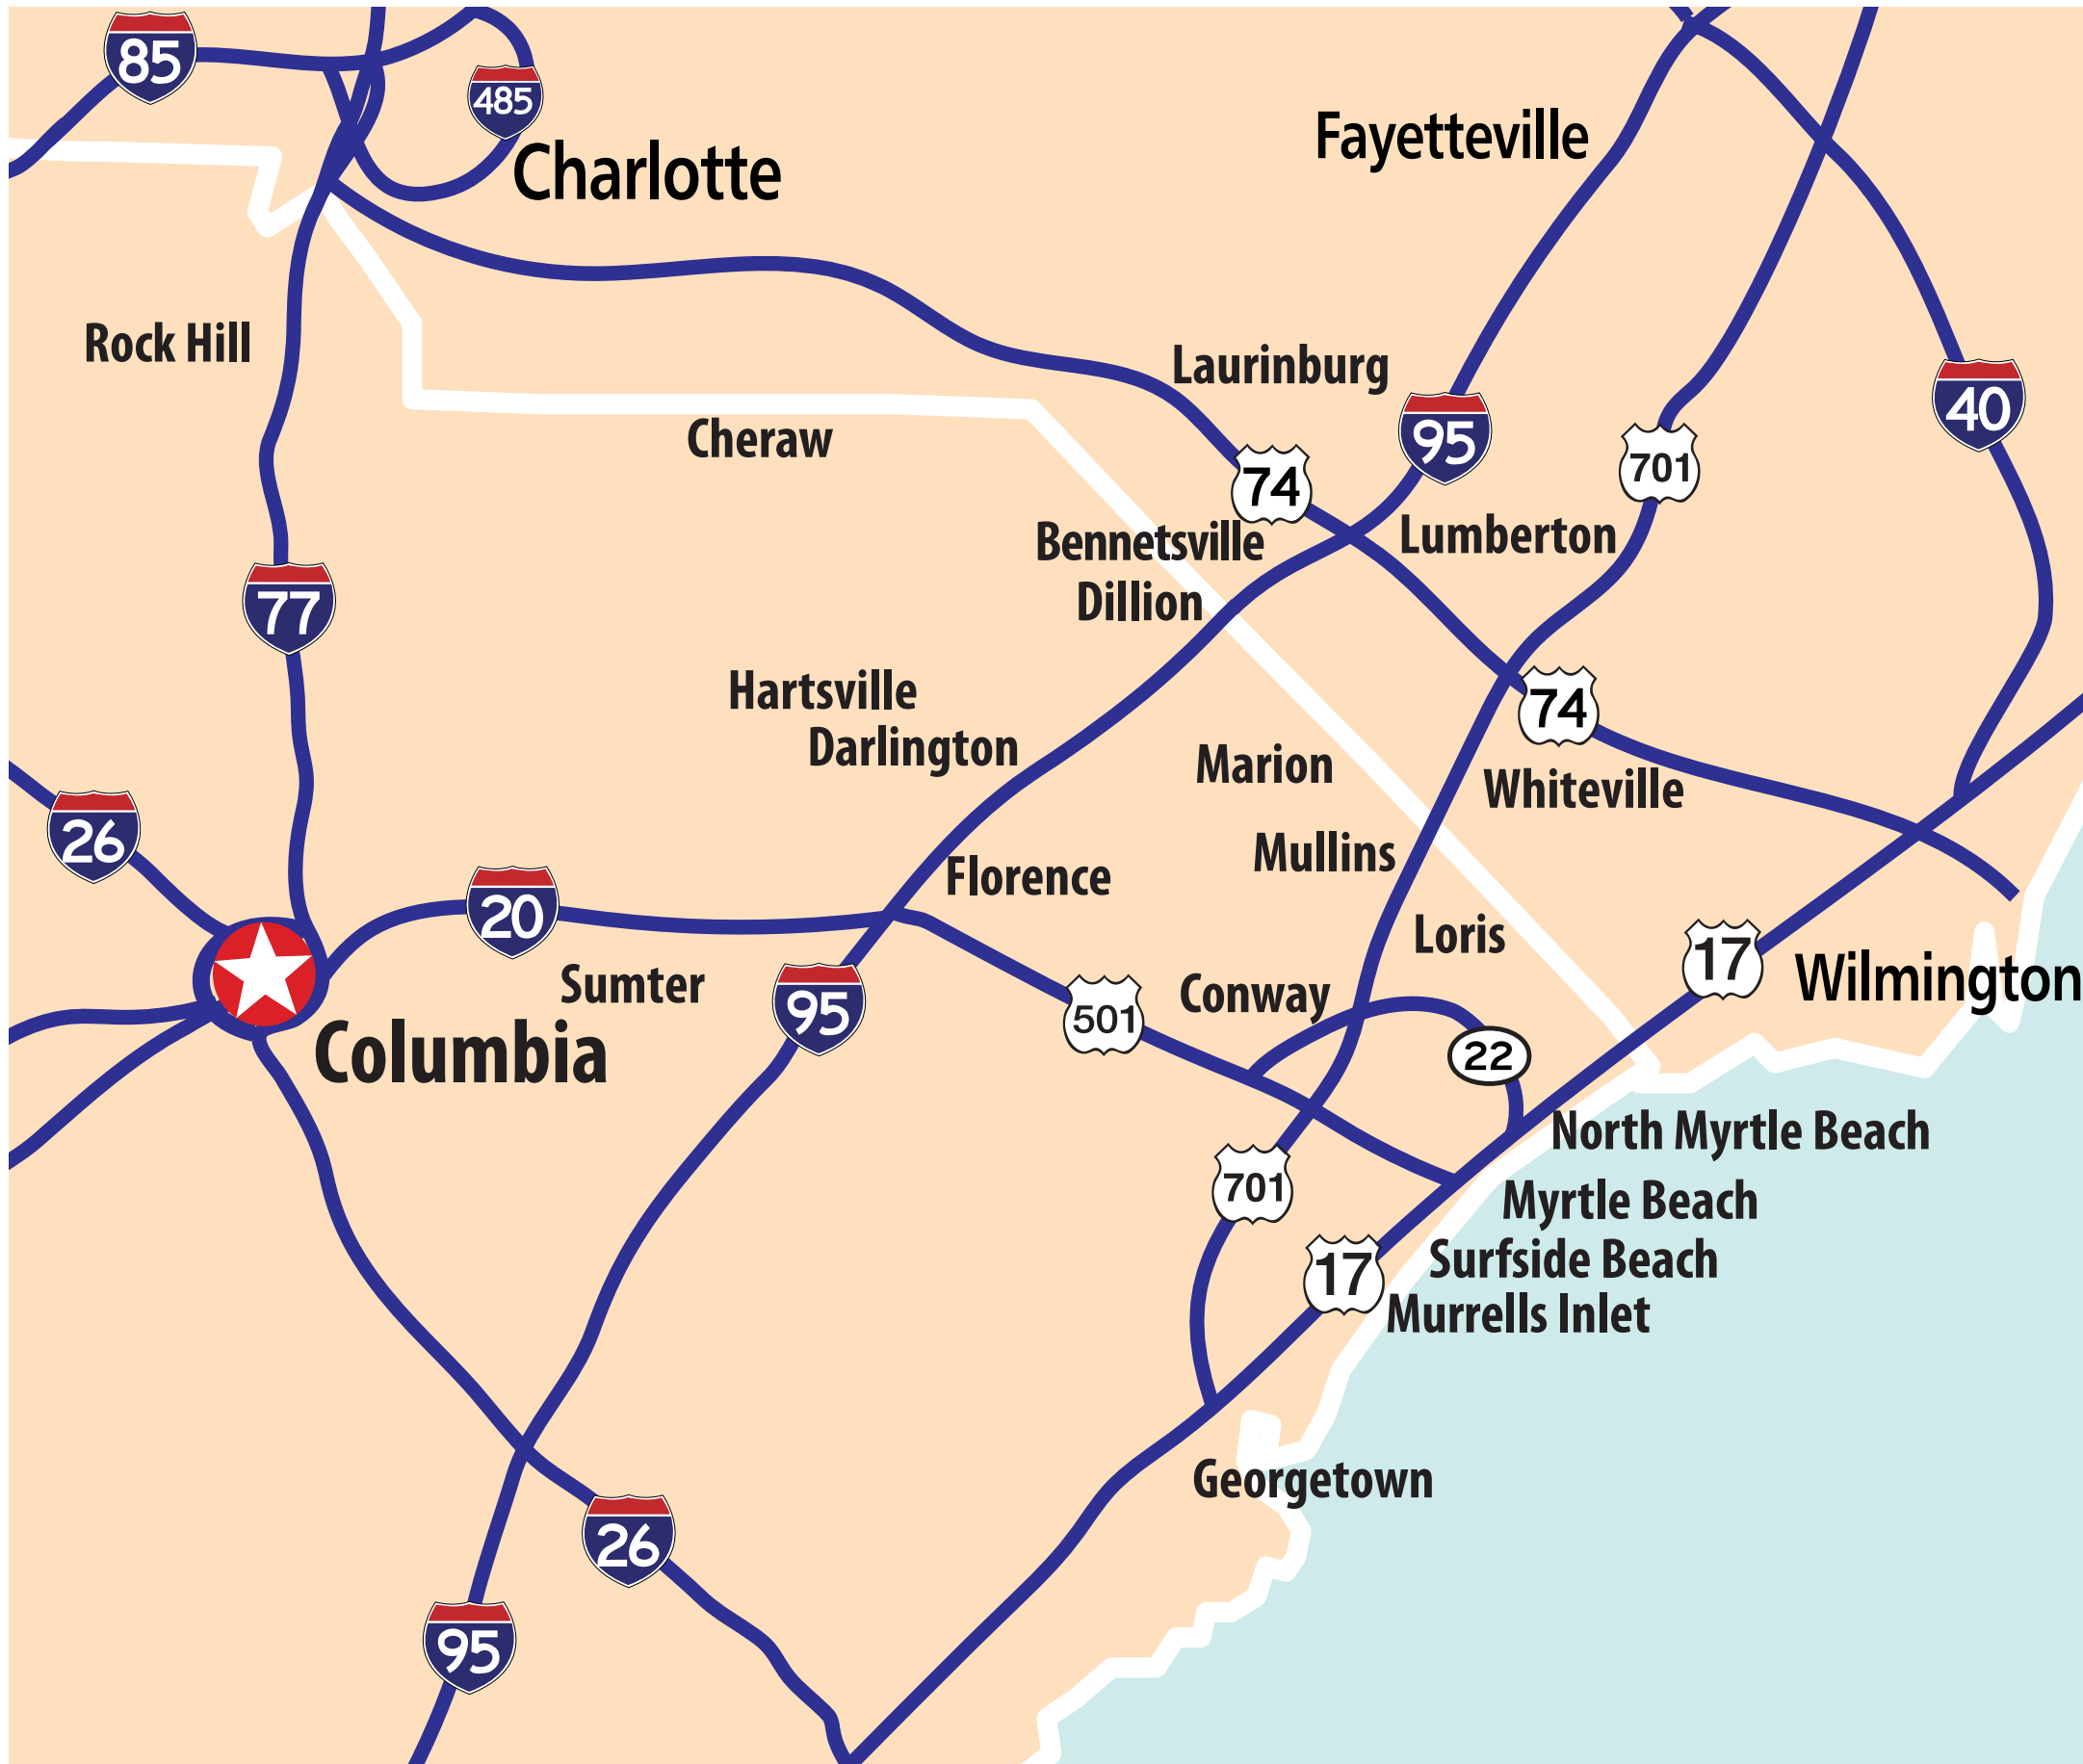 85
485
Charlotte
Fayetteville
Rock Hill
Laurinburg
40
95
Cheraw
701
74
Lumberton
Bennetsville
Dillion
77
Hartsville
74
Darlington
Marion
Whiteville
26
Mullins
Florence
20
Loris
17
Wilmington
Sumter
Conway
95
501
Columbia
22
North Myrtle Beach
701
Myrtle Beach
Surfside Beach
17
Murrells Inlet
Georgetown
26
95